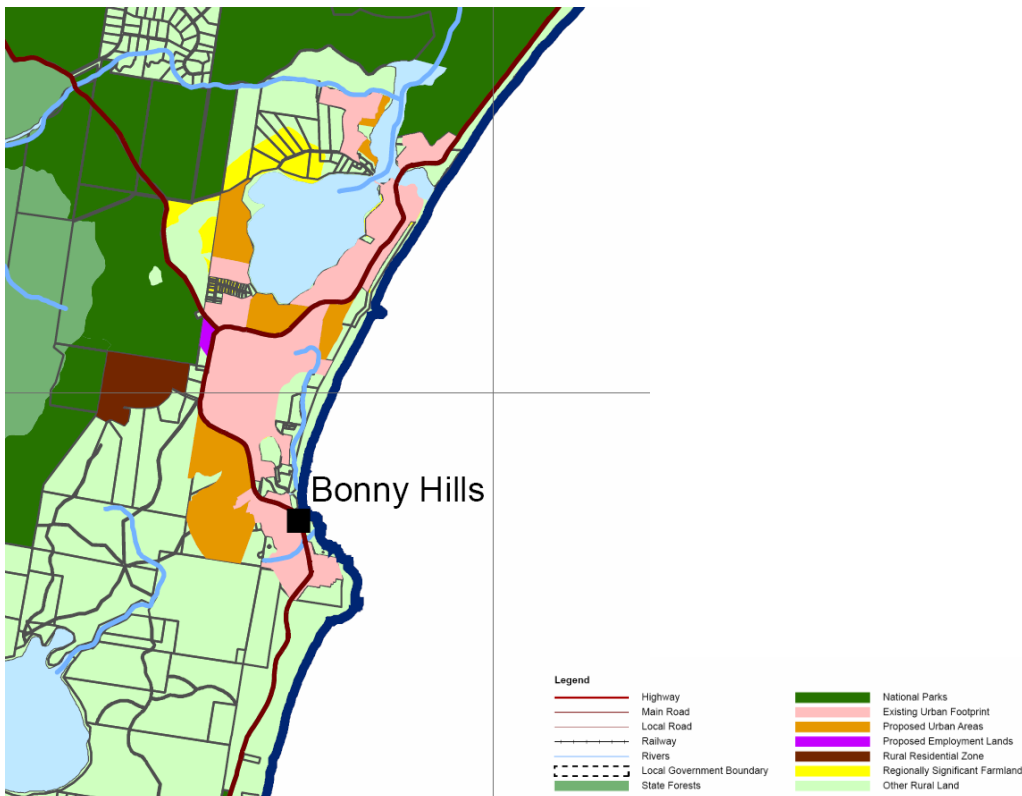 Bonny Hills
Legend
Highway
Main Road
Local Road
Railway
Rivers
Local Government Boundary
State Forests
National Parks
Existing Urban Footprint
Proposed Urban Areas
Proposed Employment Lands
Rural Residential Zone
Regionally Significant Farmland
Other Rural Land